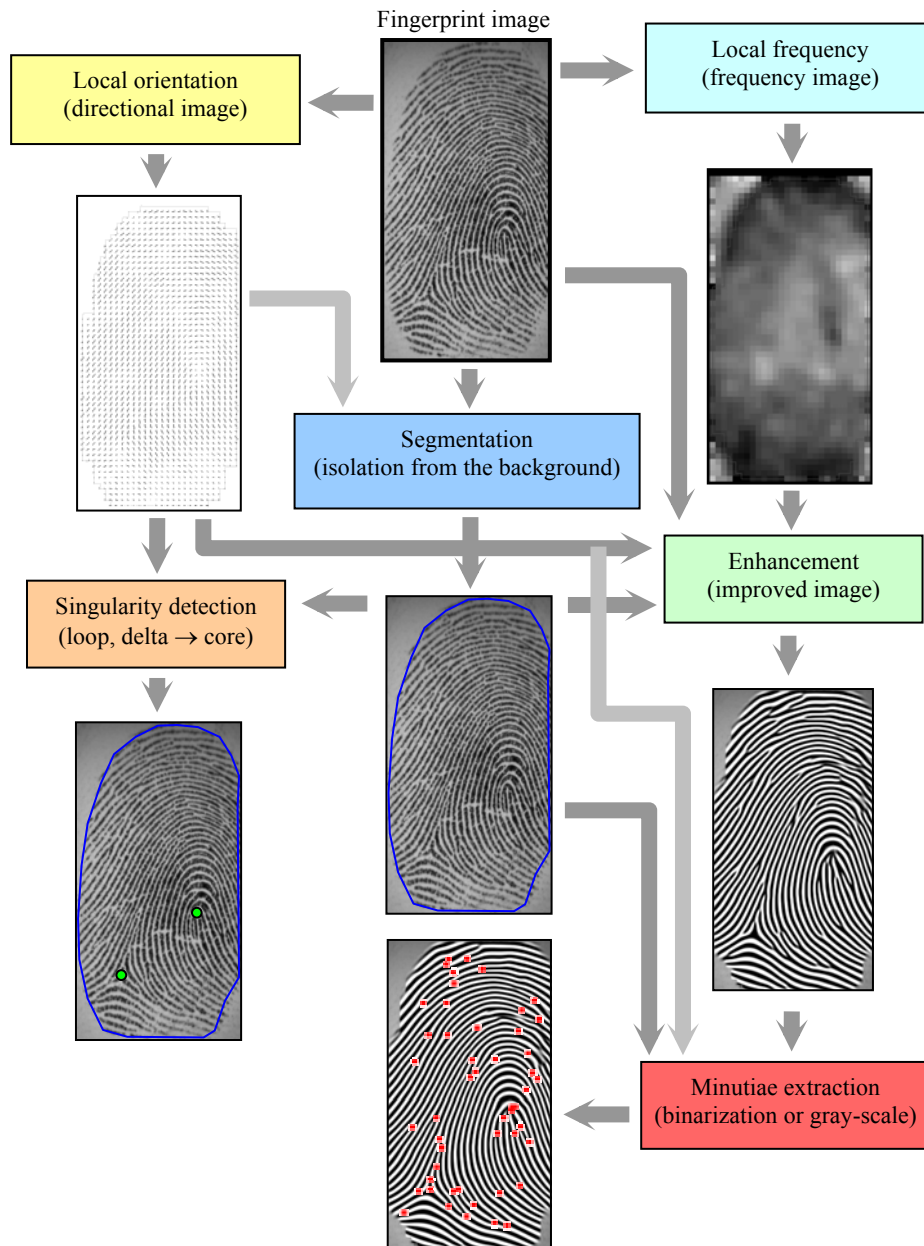 Fingerprint image
Local orientation
(directional image)
Local frequency
(frequency image)
Segmentation
(isolation from the background)
Singularity detection
(loop, delta → core)
Enhancement
(improved image)
Minutiae extraction
(binarization or gray-scale)